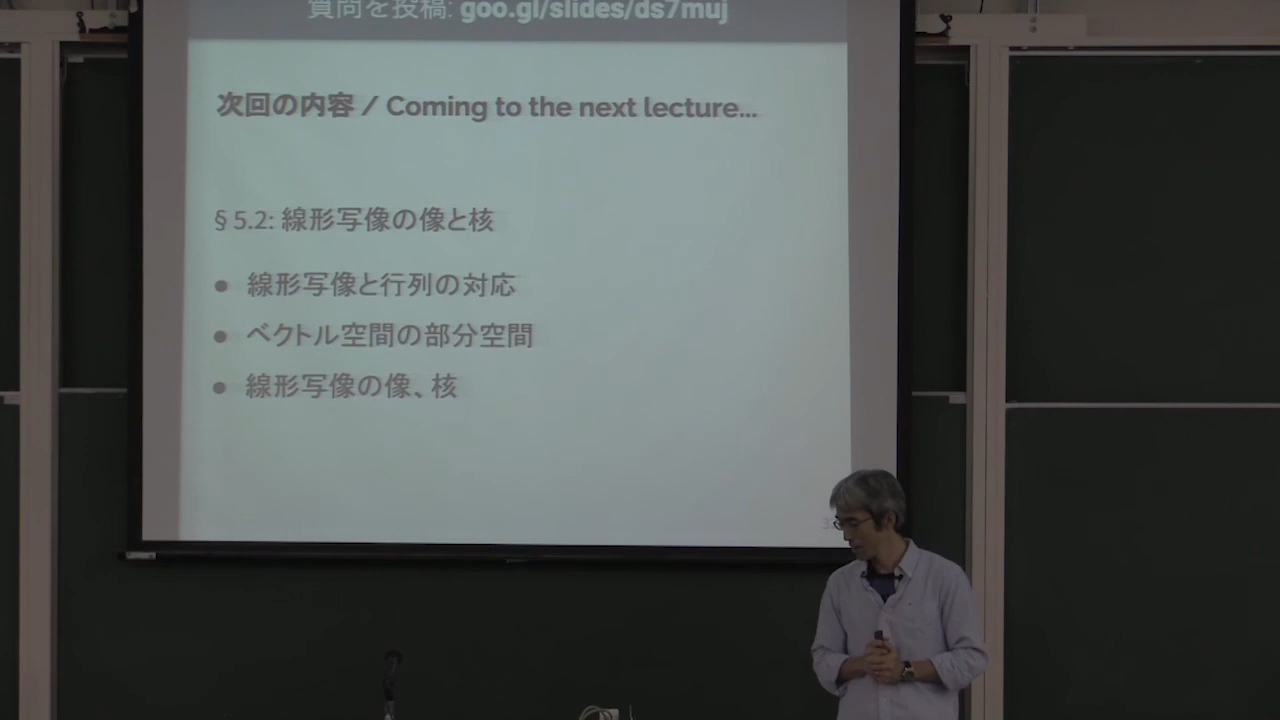 質問を投稿: goo.gl/slides/ds7muj
次回の内容 / Coming to the next lecture...
§ 5.2: 線形写像の像と核
● 線形写像と行列の対応
● ベクトル空間の部分空間
● 線形写像の像、核